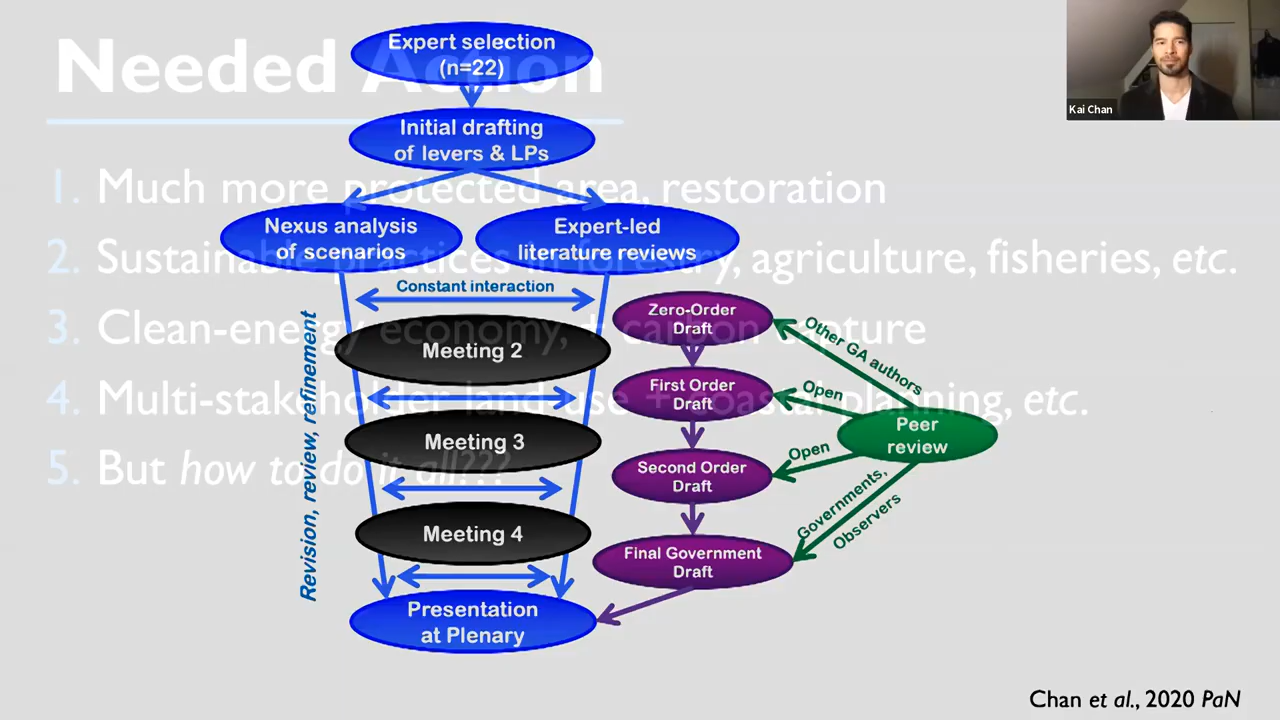 Needed Action
1. Much more protected area, restoration
2. Sustainable practices in forestry, agriculture, fisheries, etc.
3. Clean-energy economy, carbon capture
4. Multi-stakeholder land-use + coastal planning, etc.
5. But how to do it all???
Expert selection
(n=22)
Initial drafting
of levers & LPs
Nexus analysis
of scenarios
Expert-led
literature reviews
Constant interaction
Revision, review, refinement
Meeting 2
Meeting 3
Meeting 4
Presentation
at Plenary
Zero-Order
Draft
First Order
Draft
Second Order
Draft
Final Government
Draft
Other GA authors
Open
Open
Governments,
Observers
Peer
review
Kai Chan
Chan et al., 2020 PaN